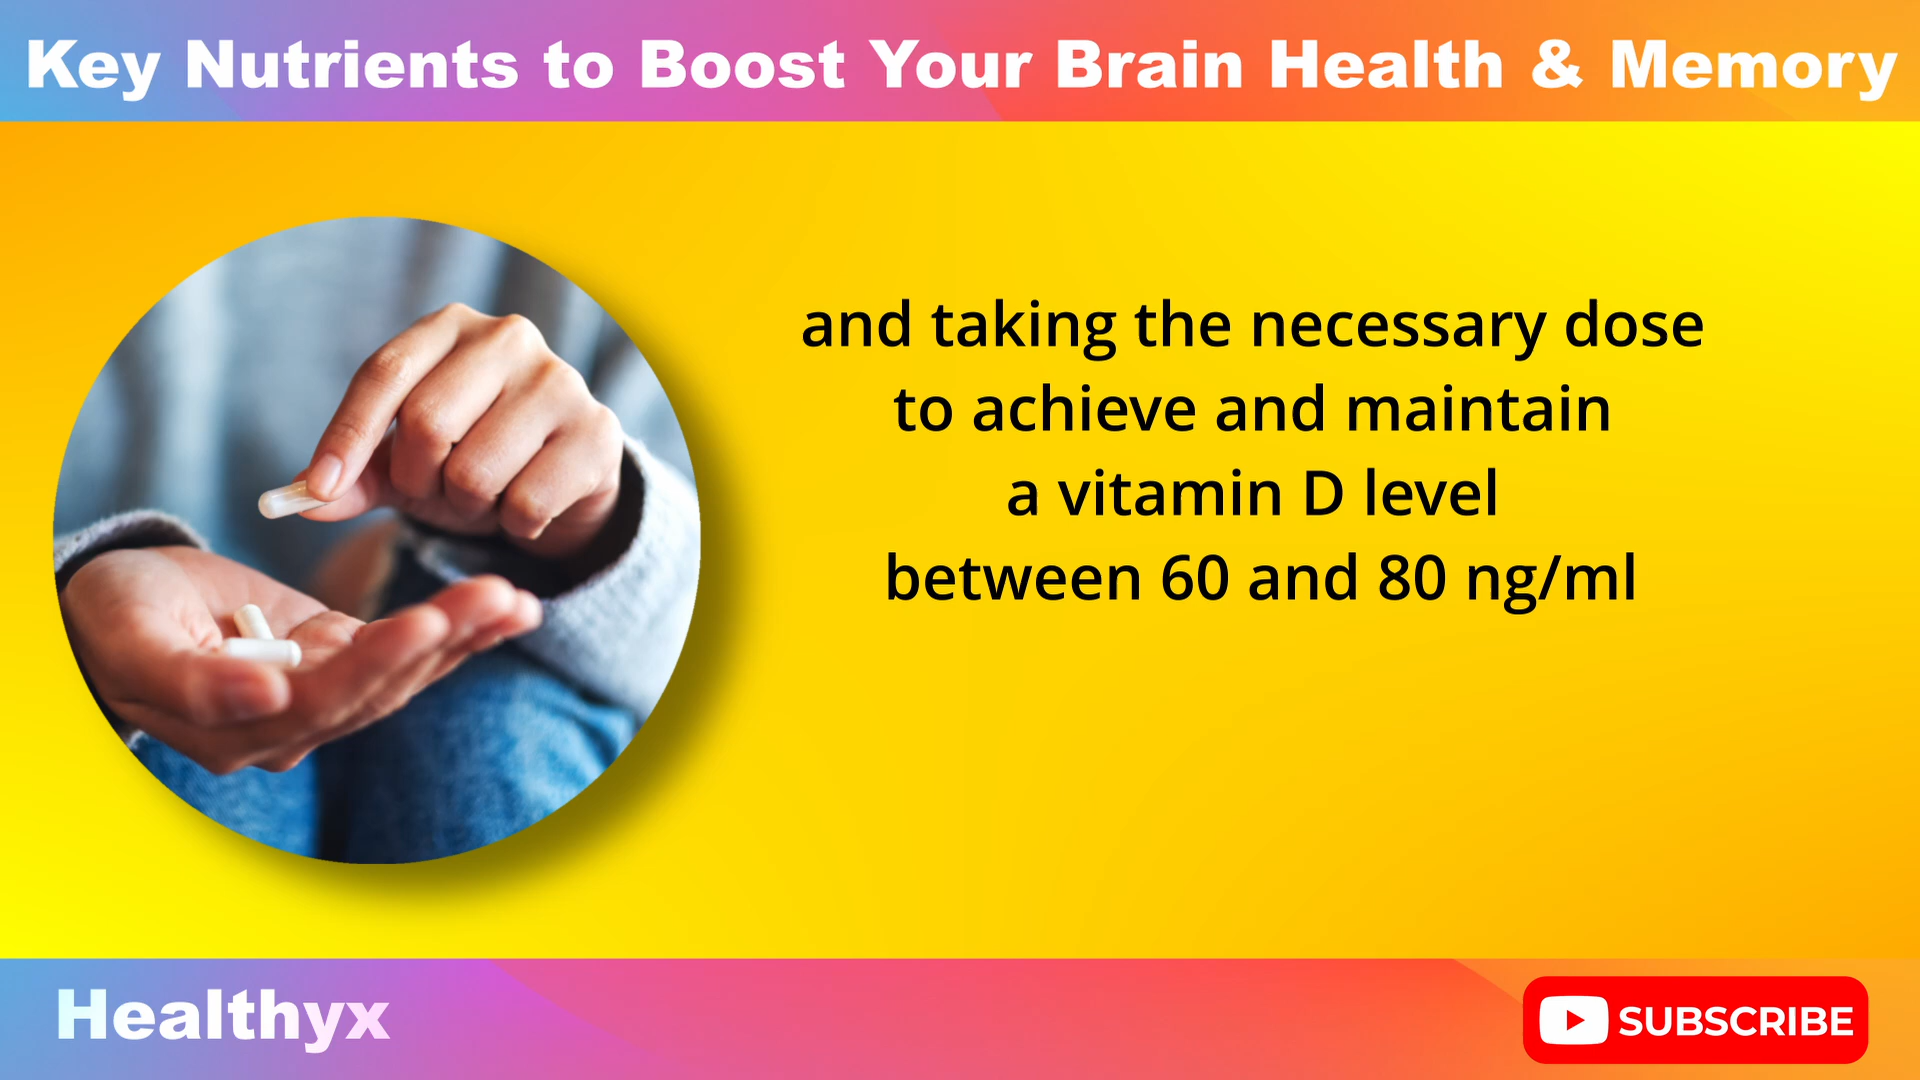 Key Nutrients to Boost Your Brain Health & Memory
and taking the necessary dose
to achieve and maintain
a vitamin D level
between 60 and 80 ng/ml
Healthyx
SUBSCRIBE